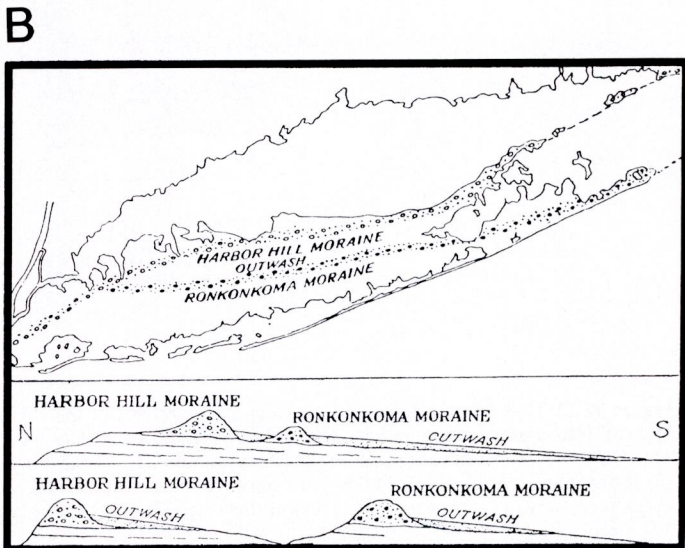 B
HARBOR HILL MORAINE
OUTWASH
RONKONKOMA MORAINE
HARBOR HILL MORAINE
N
RONKONKOMA MORAINE
OUTWASH
S
HARBOR HILL MORAINE
OUTWASH
RONKONKOMA MORAINE
OUTWASH